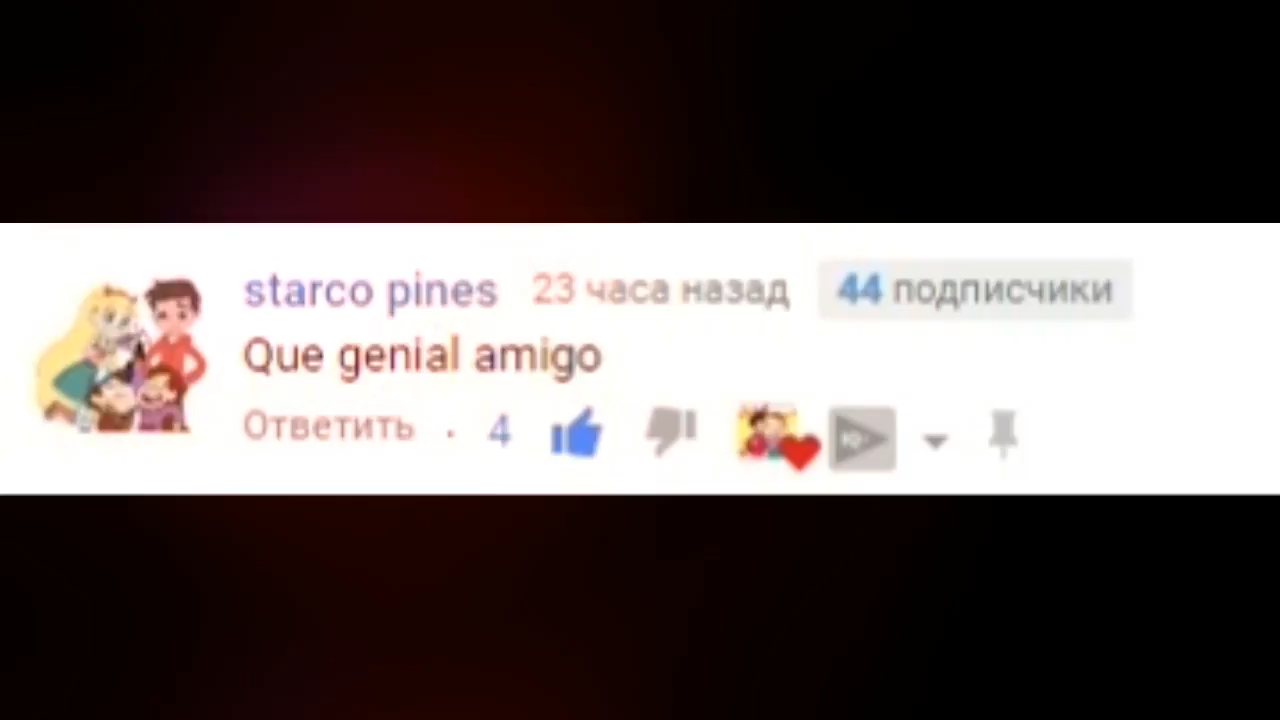 starco pines 23 часа назад 44 подписчики
Que genial amigo
Ответить · 4